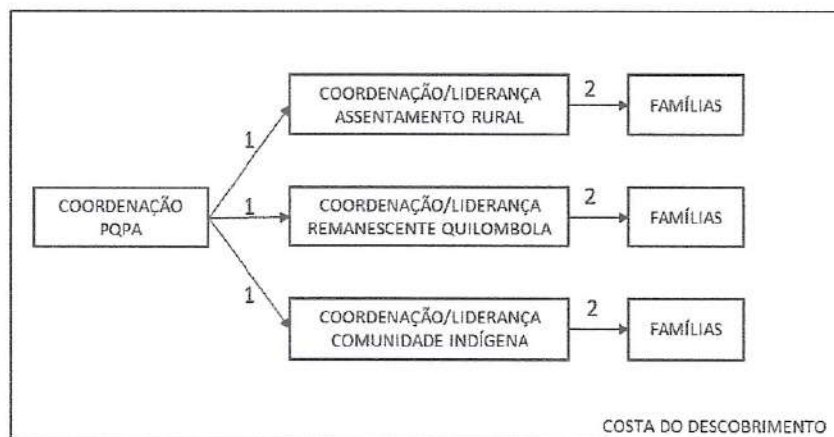 COORDENAÇÃO/LIDERANÇA
ASSENTAMENTO RURAL
2
FAMÍLIAS
1
COORDENAÇÃO
PQPA
1
COORDENAÇÃO/LIDERANÇA
REMANESCENTE QUILOMBOLA
2
FAMÍLIAS
1
COORDENAÇÃO/LIDERANÇA
COMUNIDADE INDÍGENA
2
FAMÍLIAS
COSTA DO DESCOBRIMENTO